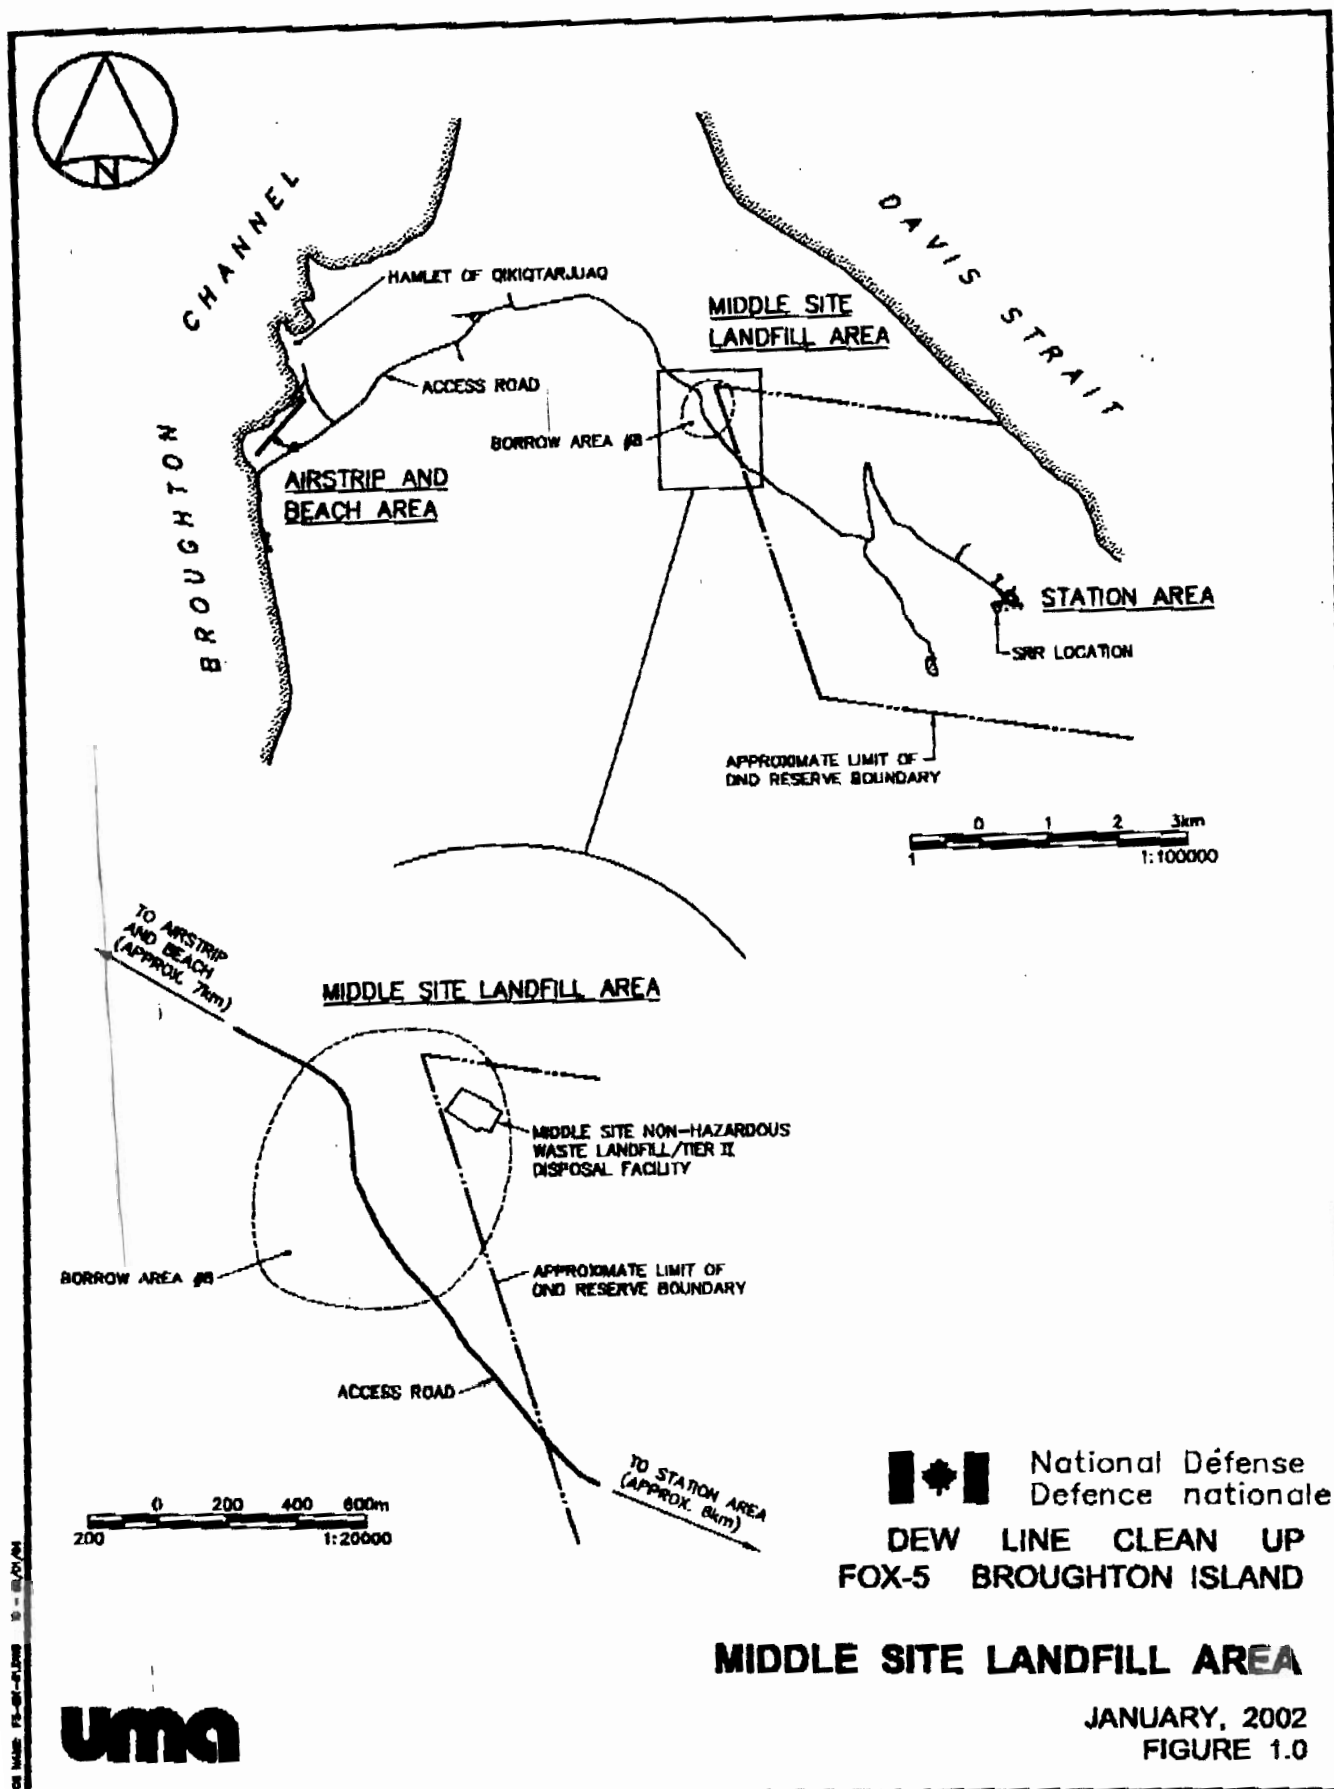 N
CHANNEL
BROUGHTON
DAVIS STRAIT
HAMLET OF QIKIQTARJUAQ
MIDDLE SITE
LANDFILL AREA
ACCESS ROAD
BORROW AREA #8
AIRSTRIP AND
BEACH AREA
STATION AREA
SRR LOCATION
APPROXIMATE LIMIT OF
DND RESERVE BOUNDARY
0 1 2 3km
1 1:100000
TO AIRSTRIP
AND BEACH
(APPROX. 7km)
MIDDLE SITE LANDFILL AREA
MIDDLE SITE NON-HAZARDOUS
WASTE LANDFILL/TIER II
DISPOSAL FACILITY
BORROW AREA #8
APPROXIMATE LIMIT OF
DND RESERVE BOUNDARY
ACCESS ROAD
TO STATION AREA
(APPROX. 8km)
0 200 400 600m
200 1:20000
National Défense
Defence nationale
DEW LINE CLEAN UP
FOX-5 BROUGHTON ISLAND
MIDDLE SITE LANDFILL AREA
uma
JANUARY, 2002
FIGURE 1.0